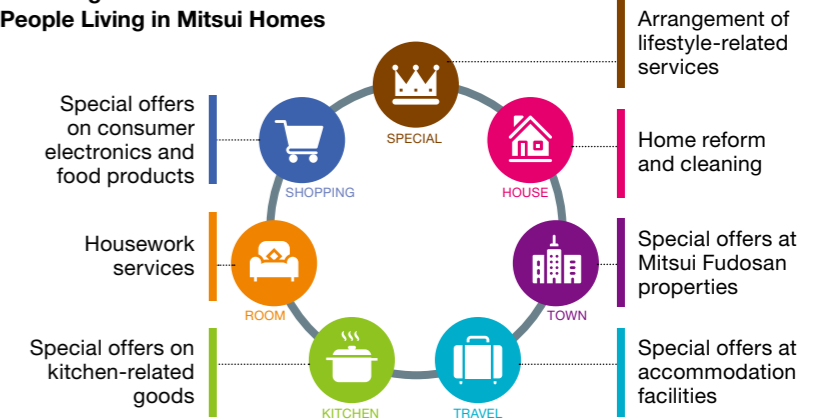 People Living in Mitsui Homes
Arrangement of
lifestyle-related
services
SPECIAL
Special offers
on consumer
electronics and
food products
SHOPPING
Home reform
and cleaning
HOUSE
Housework
services
ROOM
Special offers at
Mitsui Fudosan
properties
TOWN
Special offers on
kitchen-related
goods
KITCHEN
Special offers at
accommodation
facilities
TRAVEL